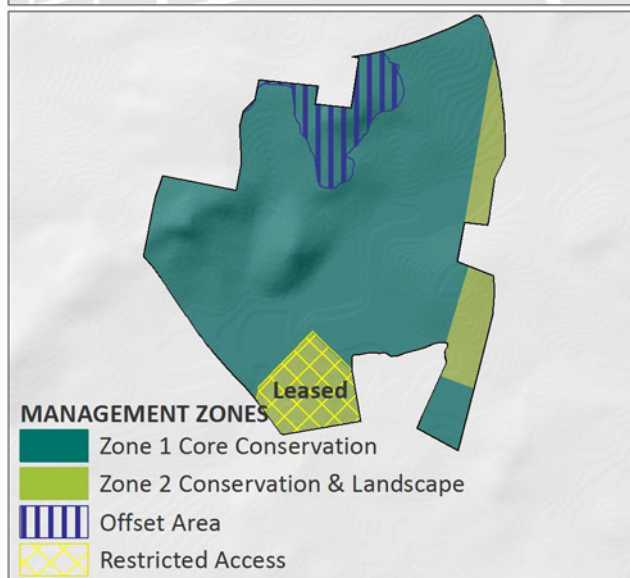 Leased
MANAGEMENT ZONES
Zone 1 Core Conservation
Zone 2 Conservation & Landscape
Offset Area
Restricted Access